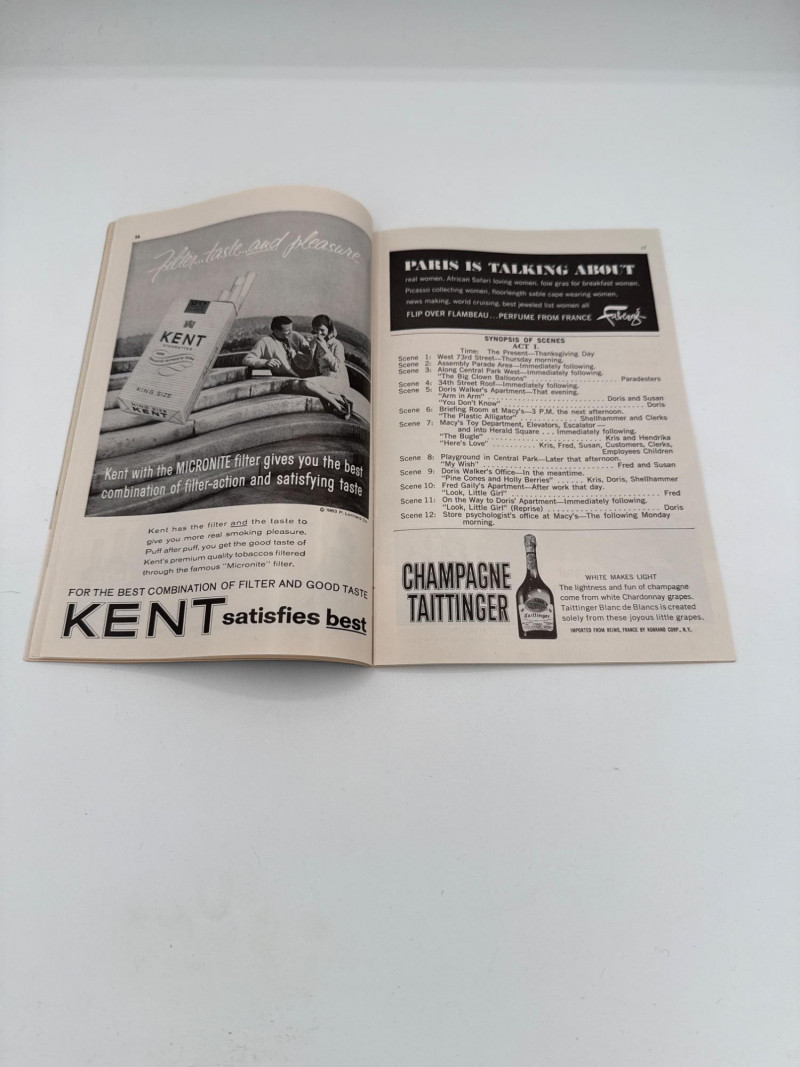 Filter...taste...and pleasure
KENT
CIGARETTES
KING SIZE
KENT
Kent with the MICRONITE filter gives you the best
combination of filter-action and satisfying taste
Kent has the filter and the taste to
give you more real smoking pleasure.
Puff after puff, you get the good taste of
Kent's premium quality tobaccos filtered
through the famous "Micronite" filter.
FOR THE BEST COMBINATION OF FILTER AND GOOD TASTE
KENT satisfies best
PARIS IS TALKING ABOUT
real women, African Safari loving women, foie gras for breakfast women,
Picasso collecting women, floorlength sable cape wearing women,
news making, world cruising, best jeweled list women all
FLIP OVER FLAMBEAU...PERFUME FROM FRANCE Fabergé
SYNOPSIS OF SCENES
ACT I.
Time: The Present—Thanksgiving Day
Scene 1: West 73rd Street—Thursday morning.
Scene 2: Assembly Parade Area—Immediately following.
Scene 3: Along Central Park West—Immediately following.
"The Big Clown Balloons" ........................ Paradesters
Scene 4: 34th Street Roof—Immediately following.
Scene 5: Doris Walker's Apartment—That evening.
"Arm in Arm" ........................ Doris and Susan
"You Don't Know" ........................ Doris
Scene 6: Briefing Room at Macy's—3 P.M. the next afternoon.
"The Plastic Alligator" ................ Shellhammer and Clerks
Scene 7: Macy's Toy Department, Elevators, Escalator—
and into Herald Square . . . Immediately following.
"The Bugle" ........................ Kris and Hendrika
"Here's Love" ........... Kris, Fred, Susan, Customers, Clerks,
Employees Children
Scene 8: Playground in Central Park—Later that afternoon.
"My Wish" ........................ Fred and Susan
Scene 9: Doris Walker's Office—In the meantime.
"Pine Cones and Holly Berries" ........ Kris, Doris, Shellhammer
Scene 10: Fred Gaily's Apartment—After work that day.
"Look, Little Girl" ........................ Fred
Scene 11: On the Way to Doris' Apartment—Immediately following.
"Look, Little Girl" (Reprise) ........................ Doris
Scene 12: Store psychologist's office at Macy's—The following Monday
morning.
CHAMPAGNE
TAITTINGER
Taittinger
WHITE MAKES LIGHT
The lightness and fun of champagne
come from white Chardonnay grapes.
Taittinger Blanc de Blancs is created
solely from these joyous little grapes.
IMPORTED FROM REIMS, FRANCE BY KOBRAND CORP., N.Y.